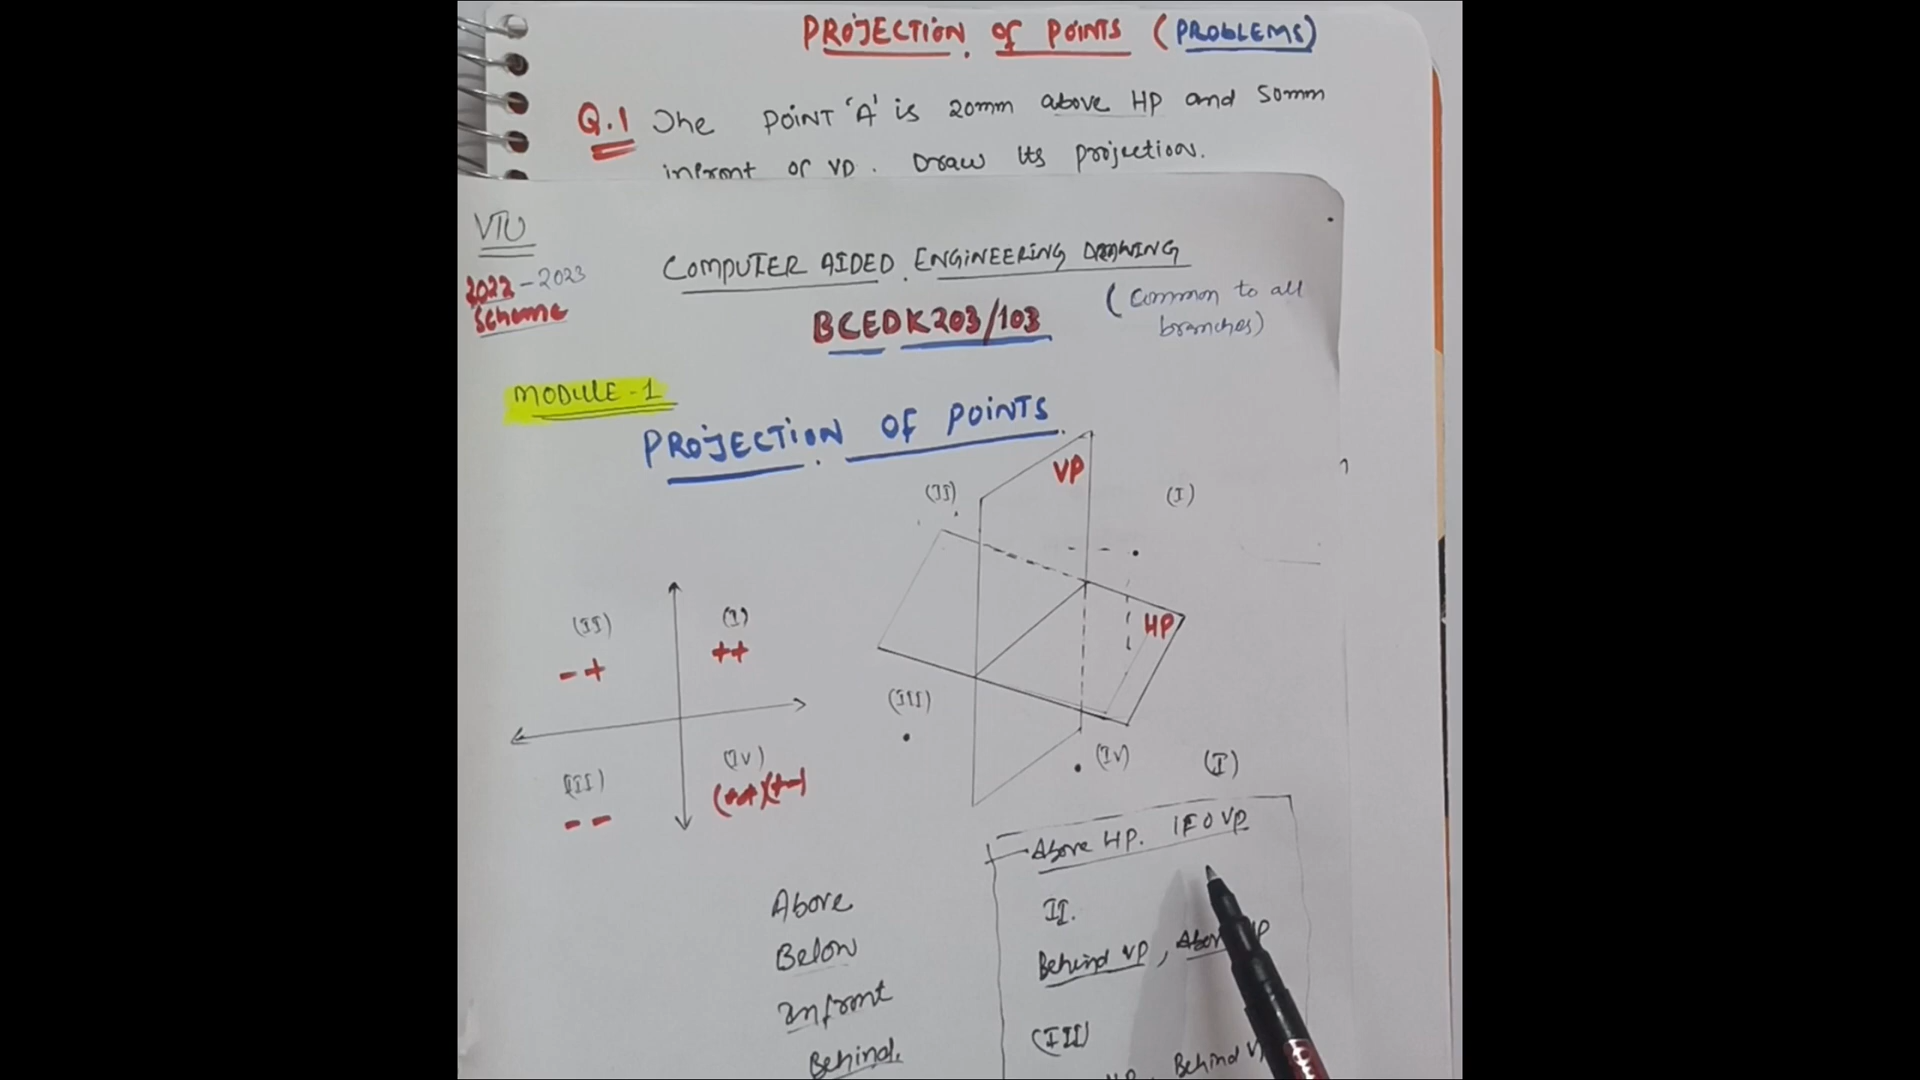 PROJECTION OF POINTS (PROBLEMS)
Q.1 The POINT 'A' is 20mm above HP and 50mm
infront of VP. Draw its projection.
VTU
2022-2023
Scheme
COMPUTER AIDED ENGINEERING DRAWING
BCEDK203/103
(Common to all
branches)
MODULE-1
PROJECTION OF POINTS
VP
(II)
(I)
HP
(III)
(IV)
(II)
-+
(I)
++
(III)
--
(IV)
(+-)
(I)
Above HP. IFO VP
II.
Behind VP, Above HP
(III)
HP, Behind VP
Above
Below
Infront
Behind.